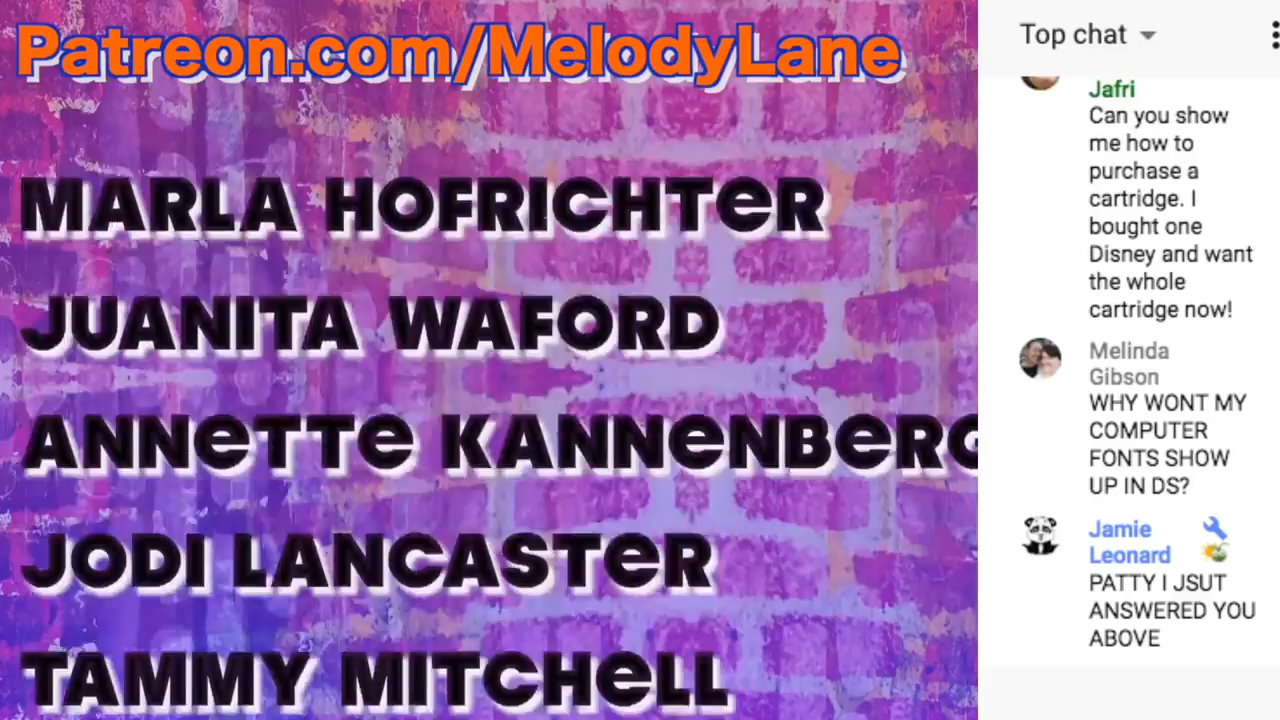 Patreon.com/MelodyLane
MARLA HOFRICHTeR
JUANITA WAFORD
ANNeTTe KANNeNBeRG
JODI LANCASTeR
TAMMY MITCHeLL
Top chat
Jafri
Can you show
me how to
purchase a
cartridge. I
bought one
Disney and want
the whole
cartridge now!
Melinda
Gibson
WHY WONT MY
COMPUTER
FONTS SHOW
UP IN DS?
Jamie
Leonard
PATTY I JSUT
ANSWERED YOU
ABOVE